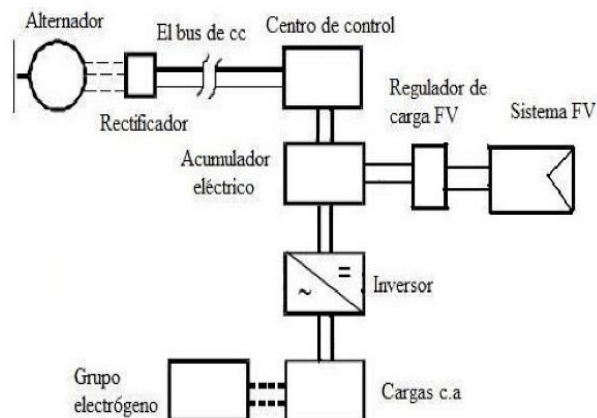 Alternador
El bus de cc
Centro de control
Rectificador
Regulador de
carga FV
Sistema FV
Acumulador
eléctrico
=
~
Inversor
Grupo
electrógeno
Cargas c.a